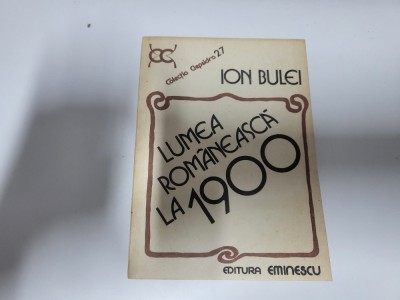 Colecția Clepsidra 27
ION BULEI
LUMEA
ROMÂNEASCĂ
LA 1900
EDITURA EMINESCU